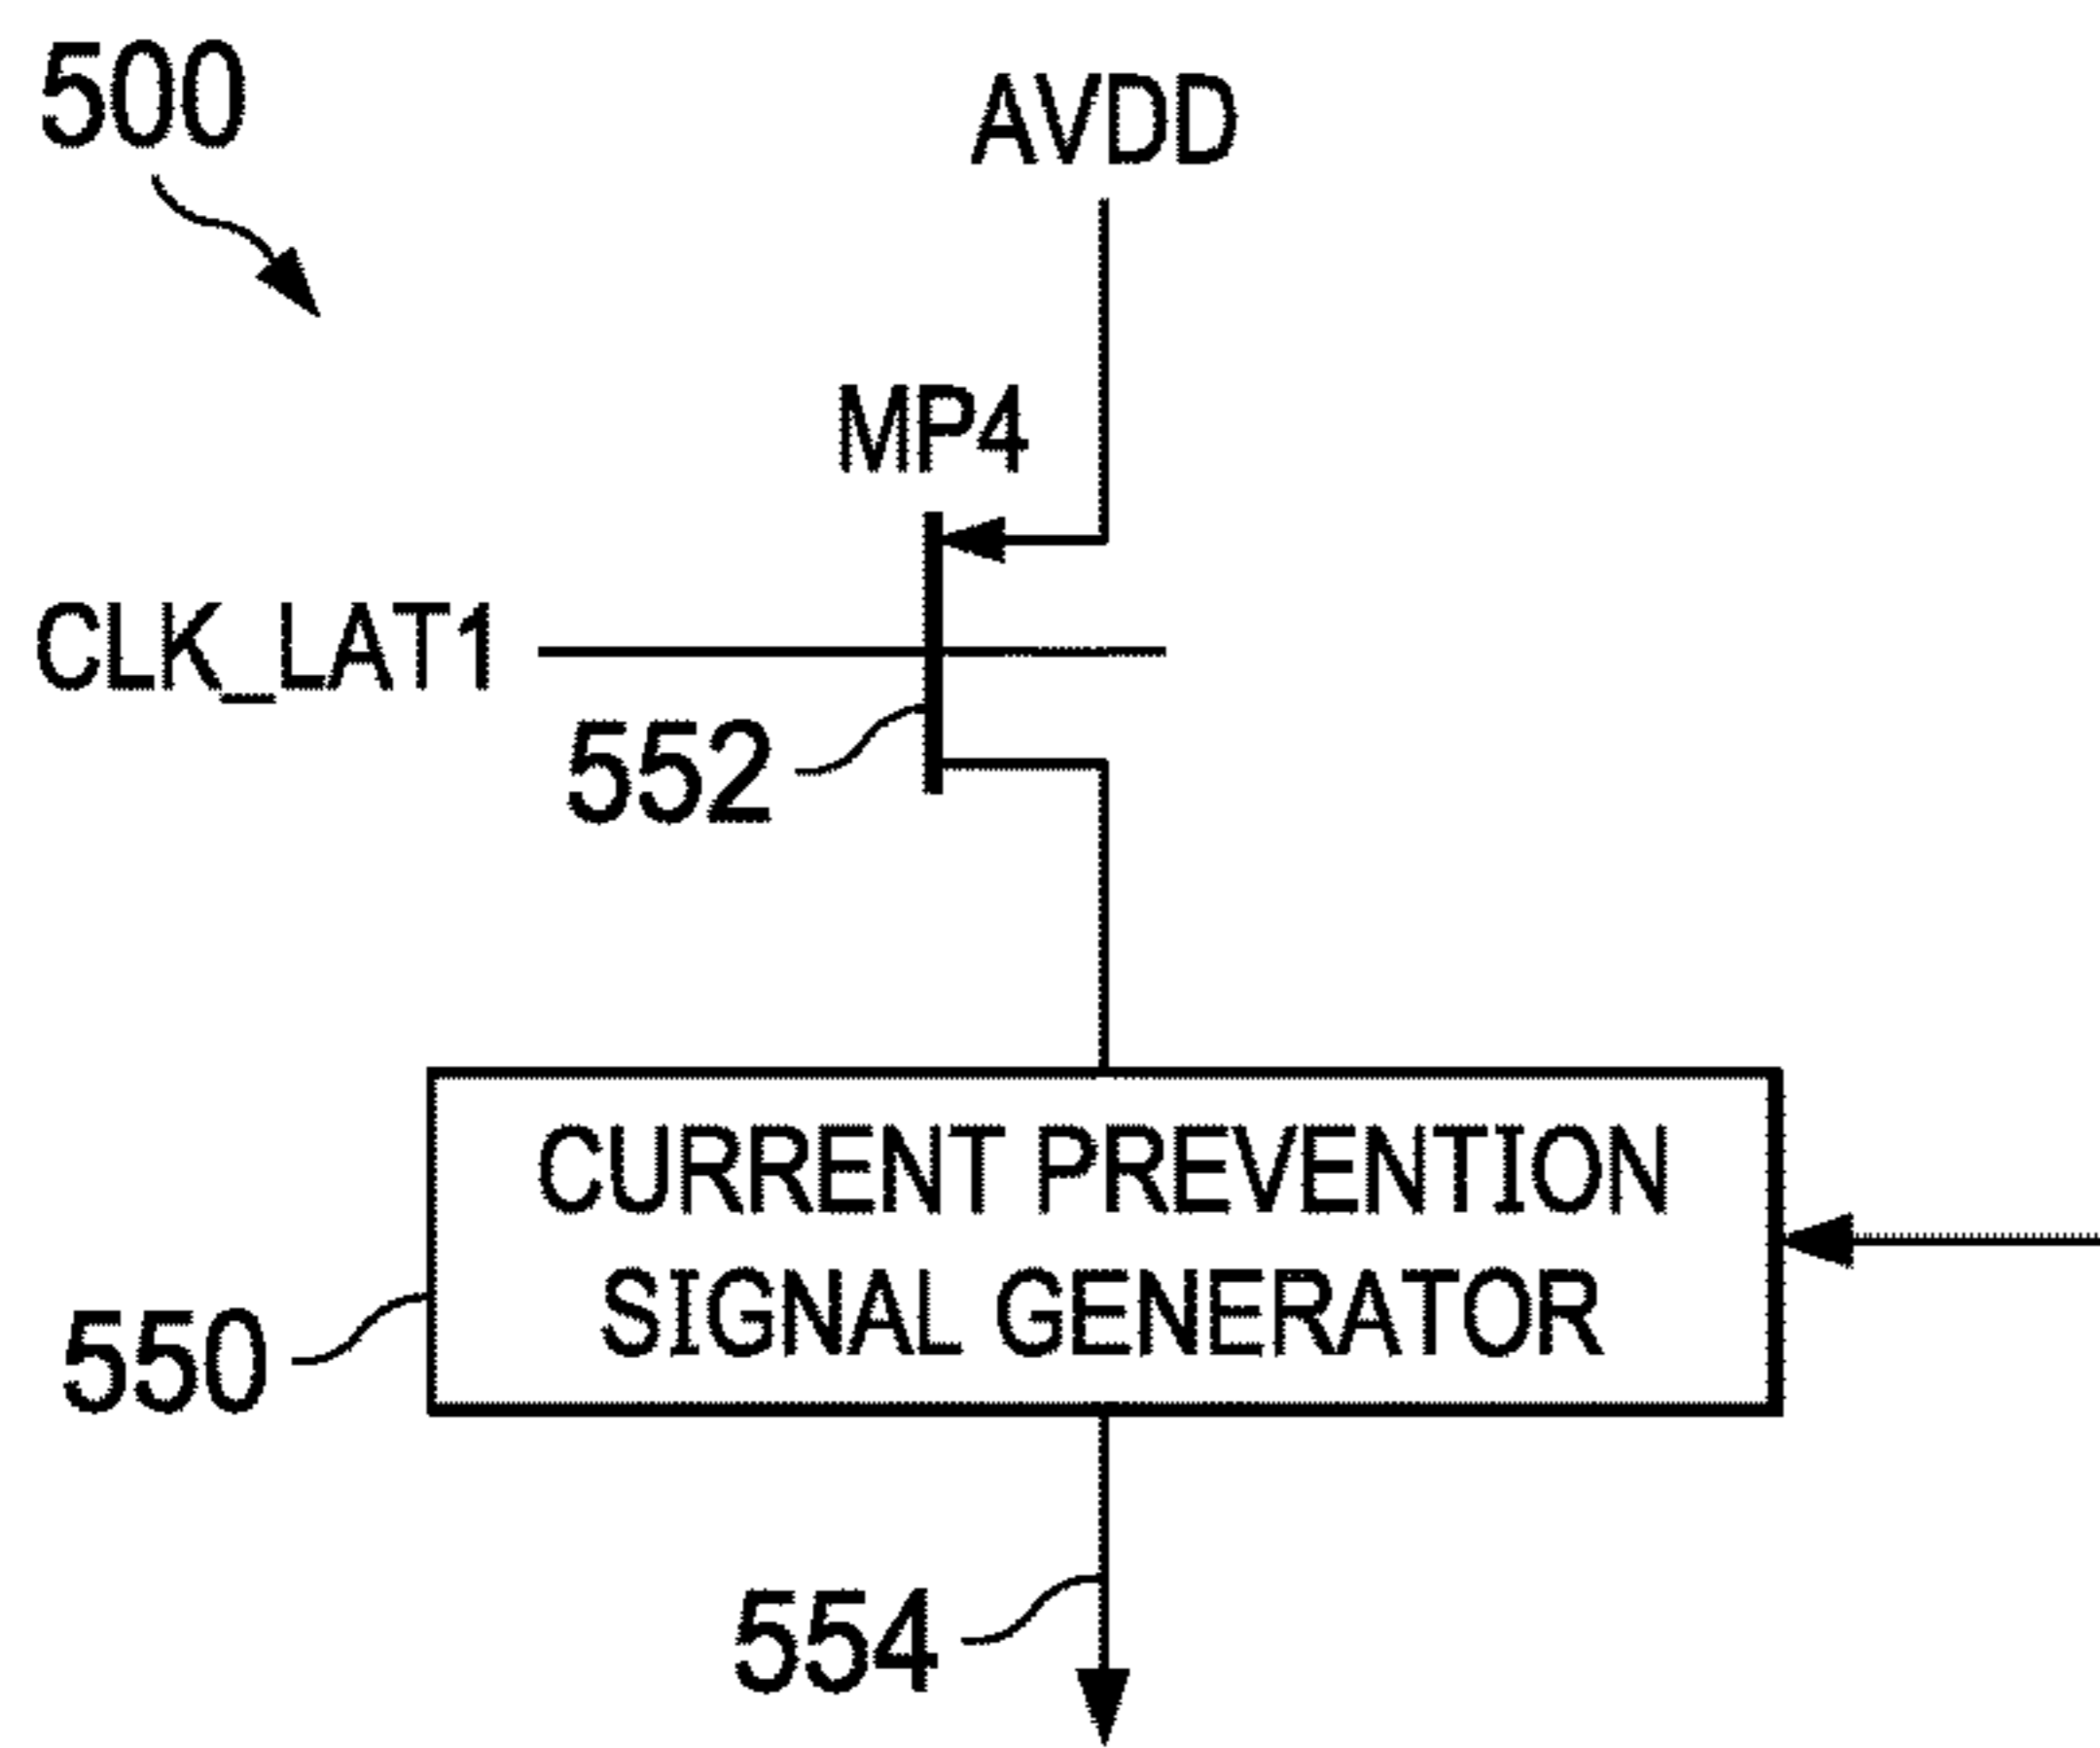 500
AVDD
MP4
CLK_LAT1
552
CURRENT PREVENTION
SIGNAL GENERATOR
550
554